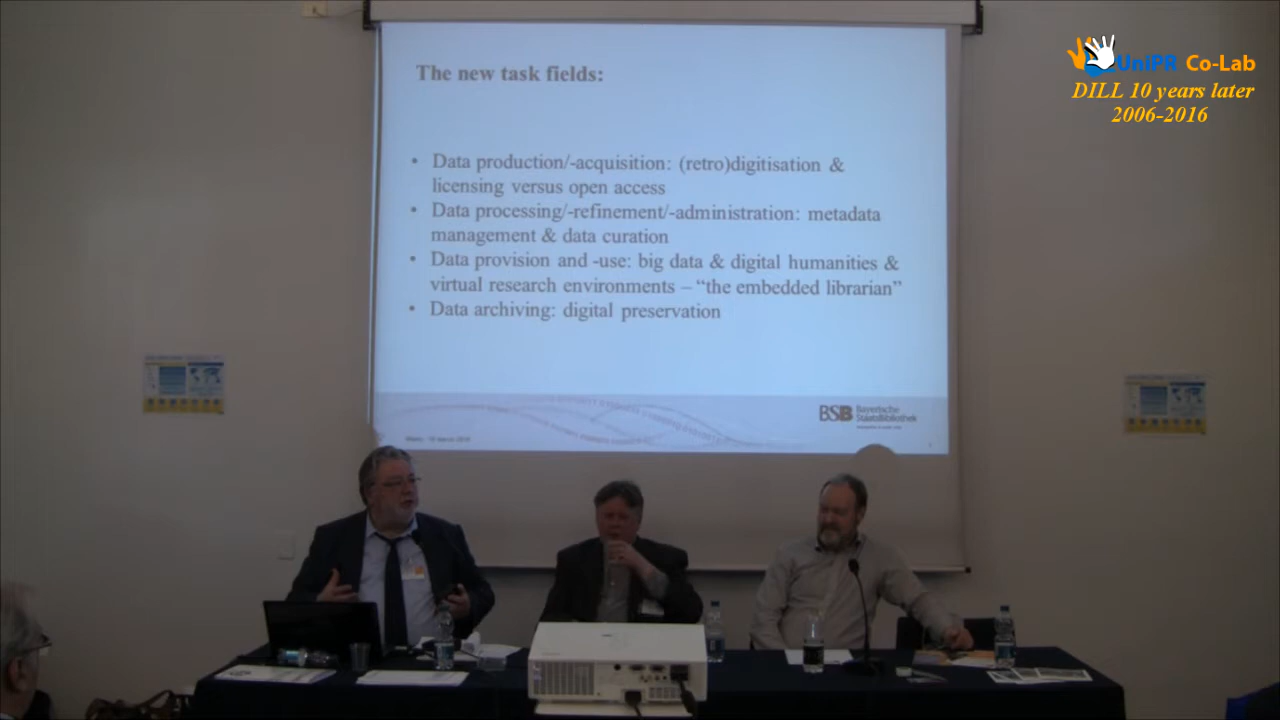 UniPR Co-Lab
DILL 10 years later
2006-2016
The new task fields:
• Data production/-acquisition: (retro)digitisation &
licensing versus open access
• Data processing/-refinement/-administration: metadata
management & data curation
• Data provision and -use: big data & digital humanities &
virtual research environments – “the embedded librarian”
• Data archiving: digital preservation
BSB Bayerische
StaatsBibliothek